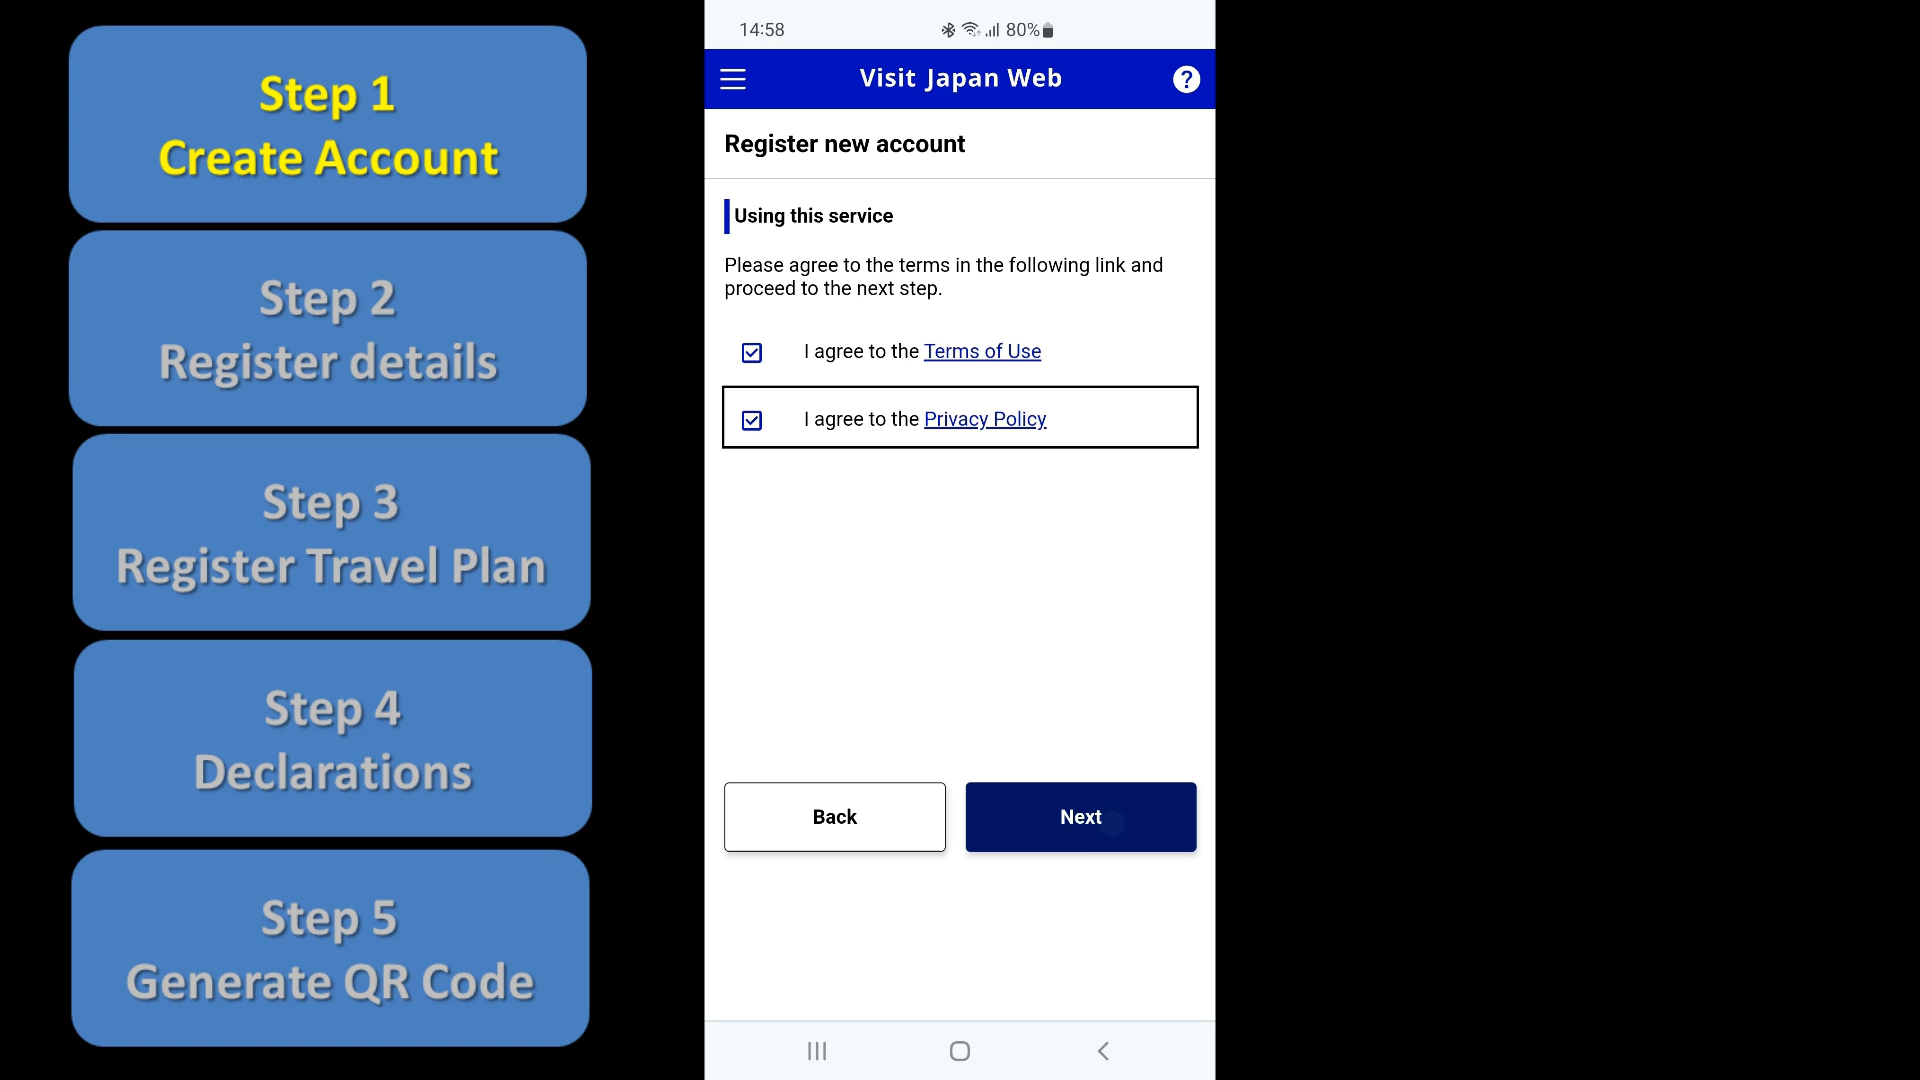 Step 1
Create Account
Step 2
Register details
Step 3
Register Travel Plan
Step 4
Declarations
Step 5
Generate QR Code
14:58
80%
Visit Japan Web
?
Register new account
Using this service
Please agree to the terms in the following link and
proceed to the next step.
I agree to the Terms of Use
I agree to the Privacy Policy
Back
Next